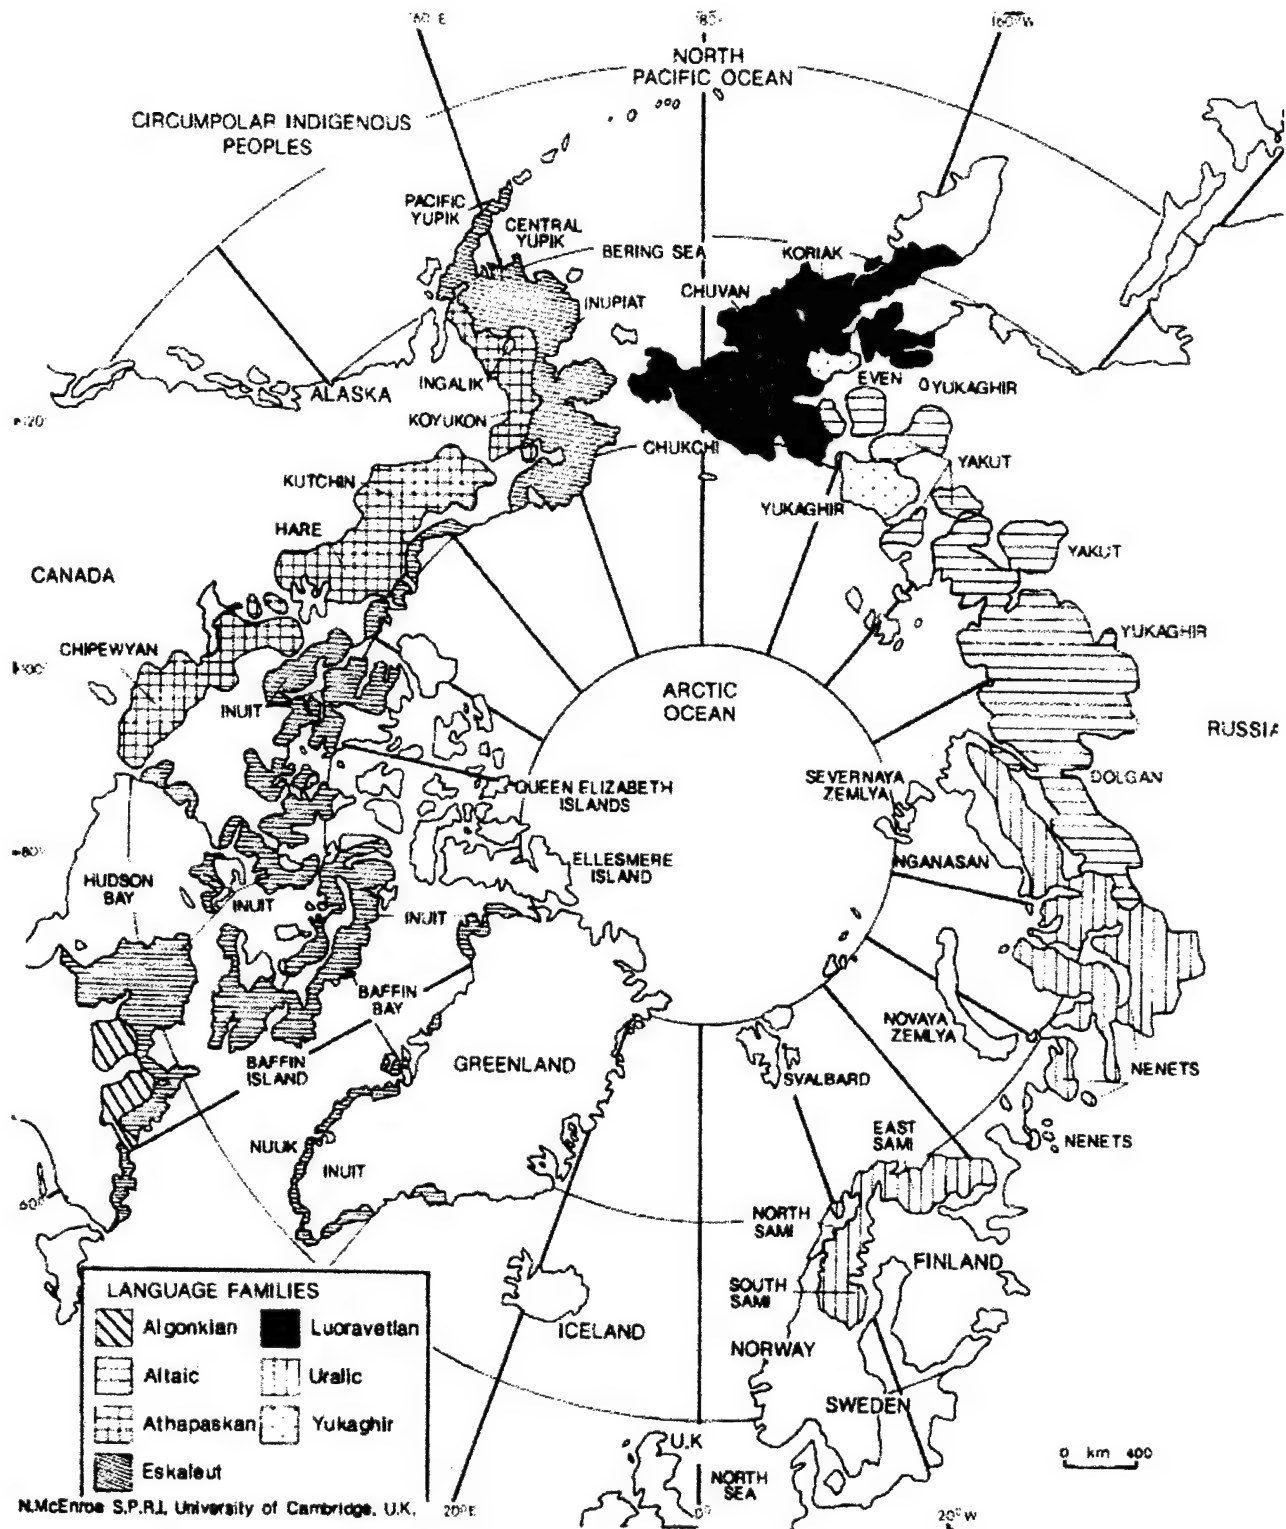 160° W
NORTH
PACIFIC OCEAN
CIRCUMPOLAR INDIGENOUS
PEOPLES
PACIFIC
YUPIK
CENTRAL
YUPIK
BERING SEA
KORIAK
CHUVAN
INUPIAT
INGALIK
ALASKA
EVEN
YUKAGHIR
KOYUKON
CHUKCHI
YAKUT
KUTCHIN
YUKAGHIR
HARE
YAKUT
CANADA
YUKAGHIR
CHIPEWYAN
ARCTIC
OCEAN
INUIT
RUSSIA
QUEEN ELIZABETH
ISLANDS
SEVERNAYA
ZEMLYA
DOLGAN
ELLESMERE
ISLAND
NGANASAN
HUDSON
BAY
INUIT
INUIT
BAFFIN
BAY
NOVAYA
ZEMLYA
BAFFIN
ISLAND
GREENLAND
SVALBARD
NENETS
NUUK
INUIT
EAST
SAMI
NENETS
NORTH
SAMI
FINLAND
SOUTH
SAMI
ICELAND
NORWAY
SWEDEN
LANGUAGE FAMILIES
Algonkian
Luoravetlan
Altaic
Uralic
Athapaskan
Yukaghir
Eskaleut
U.K
NORTH
SEA
0 km 400
N.McEnroe S.P.R.I. University of Cambridge, U.K.
20° E
0°
20° W